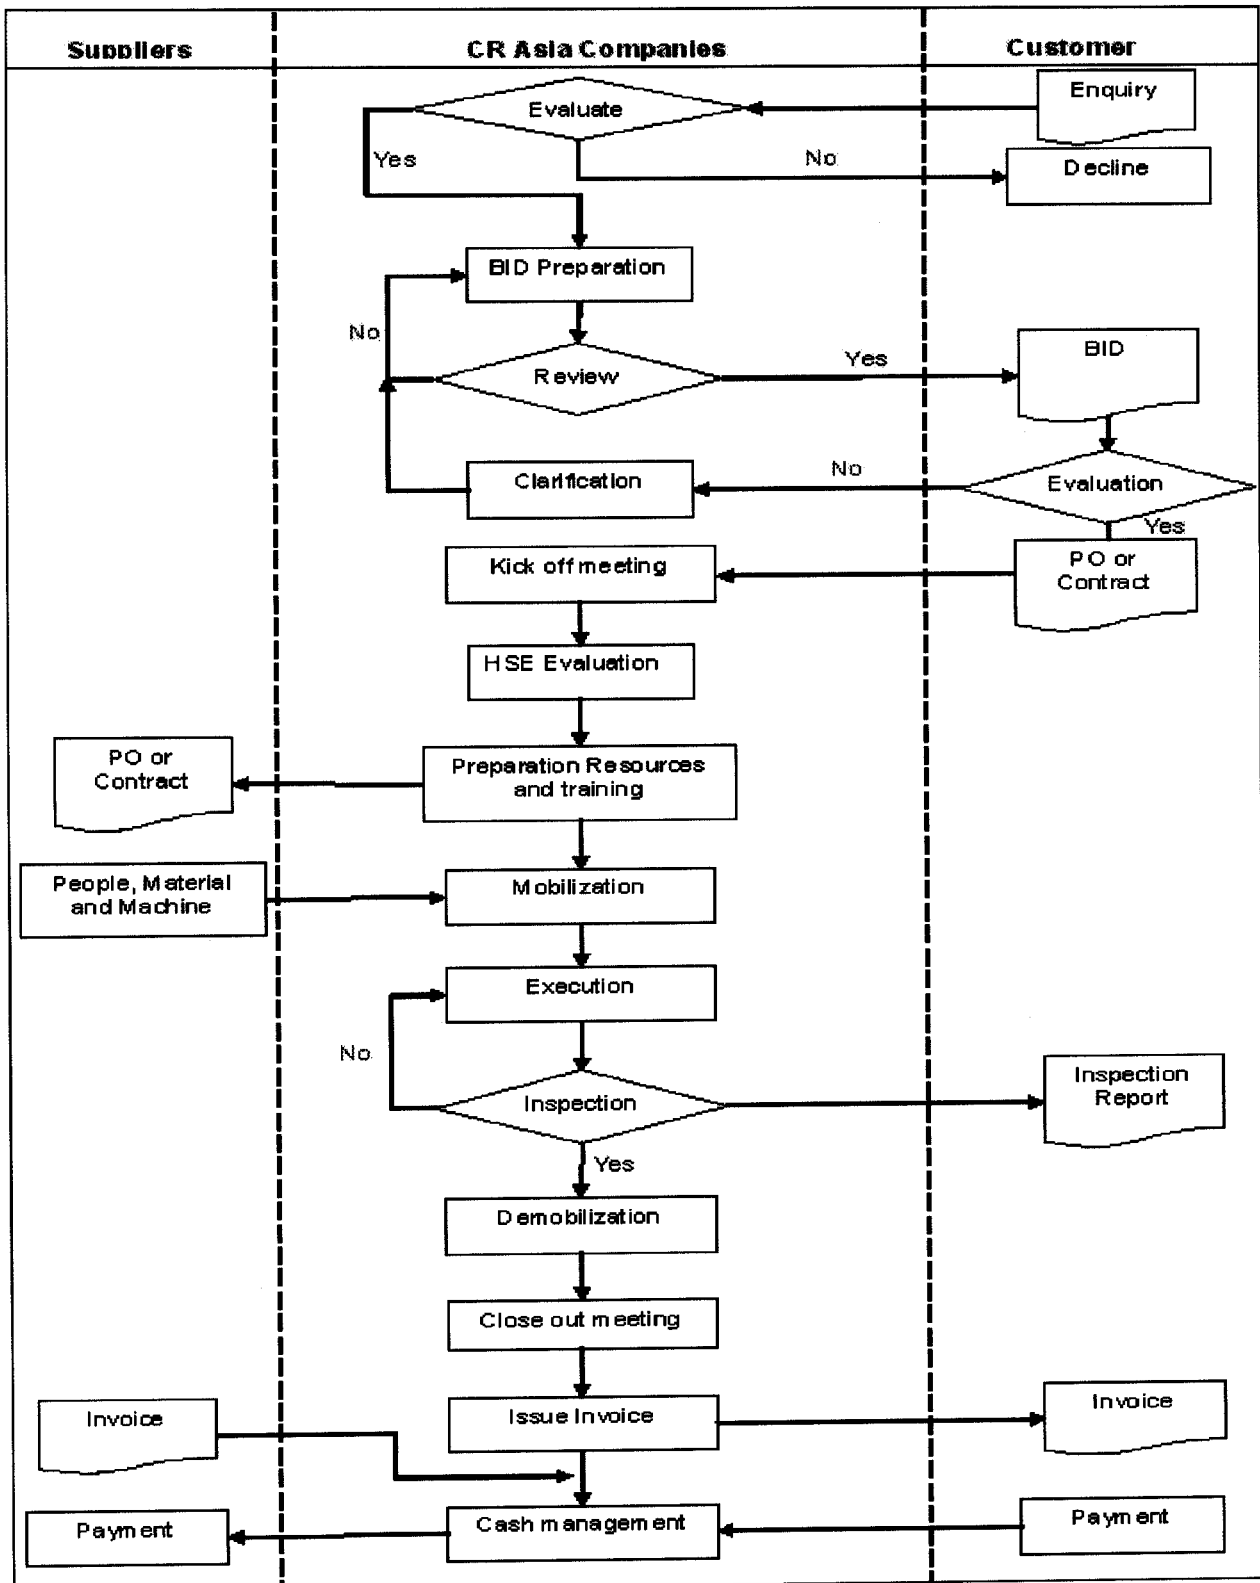 Suppliers
CR Asia Companies
Customer
Enquiry
Evaluate
Yes
No
Decline
BID Preparation
No
Review
Yes
BID
Clarification
No
Evaluation
Yes
Kick off meeting
PO or
Contract
HSE Evaluation
PO or
Contract
Preparation Resources
and training
People, Material
and Machine
Mobilization
Execution
No
Inspection
Inspection
Report
Yes
Demobilization
Close out meeting
Invoice
Issue Invoice
Invoice
Payment
Cash management
Payment